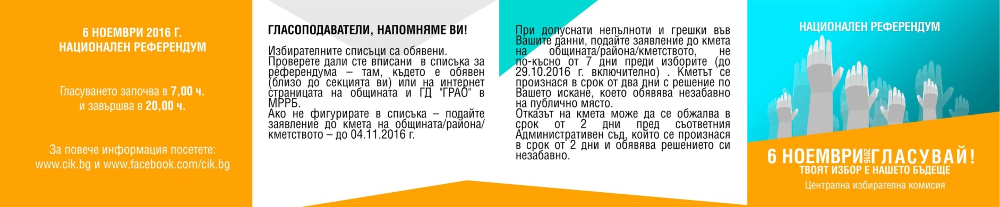 6 НОЕМВРИ 2016 Г.
НАЦИОНАЛЕН РЕФЕРЕНДУМ
Гласуването започва в 7,00 ч.
и завършва в 20,00 ч.
За повече информация посетете:
www.cik.bg и www.facebook.com/cik.bg
ГЛАСОПОДАВАТЕЛИ, НАПОМНЯМЕ ВИ!
Избирателните списъци са обявени.
Проверете дали сте вписани в списъка за
референдума – там, където е обявен
(близо до секцията ви) или на интернет
страницата на общината и ГД "ГРАО" в
МРРБ.
Ако не фигурирате в списъка – подайте
заявление до кмета на общината/района/
кметството – до 04.11.2016 г.
При допуснати непълноти и грешки във
Вашите данни, подайте заявление до кмета
на общината/района/кметството, не
по-късно от 7 дни преди изборите (до
29.10.2016 г. включително) . Кметът се
произнася в срок от два дни с решение по
Вашето искане, което обявява незабавно
на публично място.
Отказът на кмета може да се обжалва в
срок от 2 дни пред съответния
Административен съд, който се произнася
в срок от 2 дни и обявява решението си
незабавно.
НАЦИОНАЛЕН РЕФЕРЕНДУМ
6 НОЕМВРИ 2016 ГЛАСУВАЙ!
ТВОЯТ ИЗБОР Е НАШЕТО БЪДЕЩЕ
Централна избирателна комисия